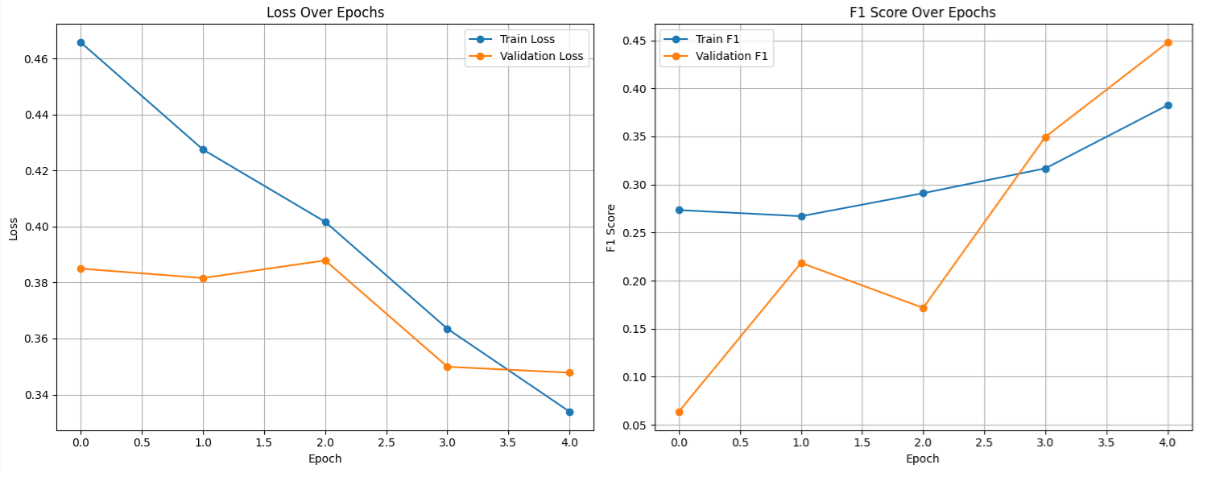 Loss Over Epochs
Train Loss
Validation Loss
0.46
0.44
0.42
0.40
0.38
0.36
0.34
Loss
0.0 0.5 1.0 1.5 2.0 2.5 3.0 3.5 4.0
Epoch
F1 Score Over Epochs
Train F1
Validation F1
0.45
0.40
0.35
0.30
0.25
0.20
0.15
0.10
0.05
F1 Score
0.0 0.5 1.0 1.5 2.0 2.5 3.0 3.5 4.0
Epoch